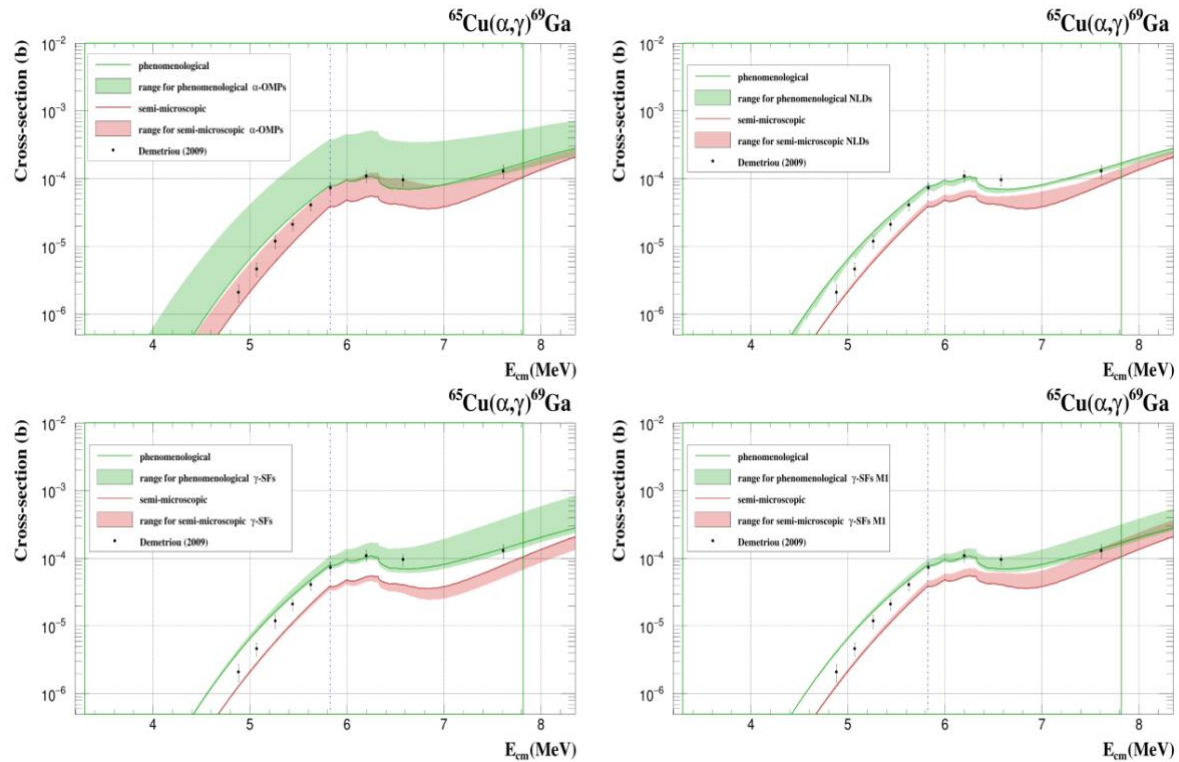 ⁶⁵Cu(α,γ)⁶⁹Ga
Cross-section (b)
10⁻²
10⁻³
10⁻⁴
10⁻⁵
10⁻⁶
phenomenological
range for phenomenological α-OMPs
semi-microscopic
range for semi-microscopic α-OMPs
Demetriou (2009)
4 5 6 7 8
E_cm(MeV)
⁶⁵Cu(α,γ)⁶⁹Ga
Cross-section (b)
10⁻²
10⁻³
10⁻⁴
10⁻⁵
10⁻⁶
phenomenological
range for phenomenological NLDs
semi-microscopic
range for semi-microscopic NLDs
Demetriou (2009)
4 5 6 7 8
E_cm(MeV)
⁶⁵Cu(α,γ)⁶⁹Ga
Cross-section (b)
10⁻²
10⁻³
10⁻⁴
10⁻⁵
10⁻⁶
phenomenological
range for phenomenological γ-SFs
semi-microscopic
range for semi-microscopic γ-SFs
Demetriou (2009)
4 5 6 7 8
E_cm(MeV)
⁶⁵Cu(α,γ)⁶⁹Ga
Cross-section (b)
10⁻²
10⁻³
10⁻⁴
10⁻⁵
10⁻⁶
phenomenological
range for phenomenological γ-SFs M1
semi-microscopic
range for semi-microscopic γ-SFs M1
Demetriou (2009)
4 5 6 7 8
E_cm(MeV)